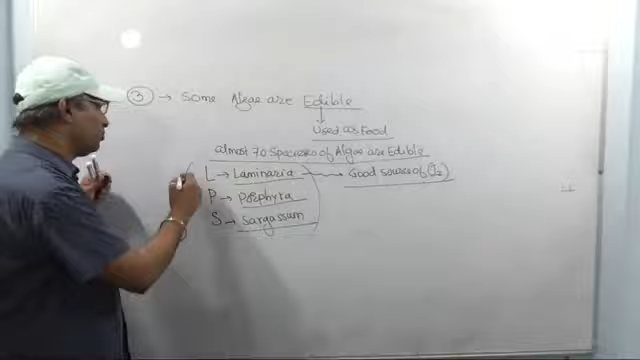 ③ → Some Algae are Edible
↓
Used as Food
almost 70 Species of Algae are Edible
L → Laminaria → Good source of (I₂)
P → Porphyra
S → Sargassum